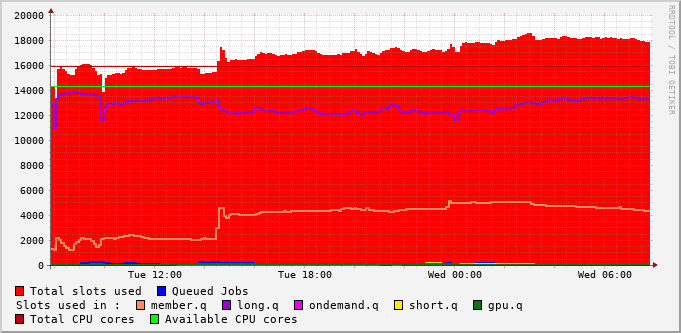 20000
18000
16000
14000
12000
10000
8000
6000
4000
2000
0
Tue 12:00 Tue 18:00 Wed 00:00 Wed 06:00
RRDTOOL / TOBI OETIKER
Total slots used Queued Jobs
Slots used in : member.q long.q ondemand.q short.q gpu.q
Total CPU cores Available CPU cores